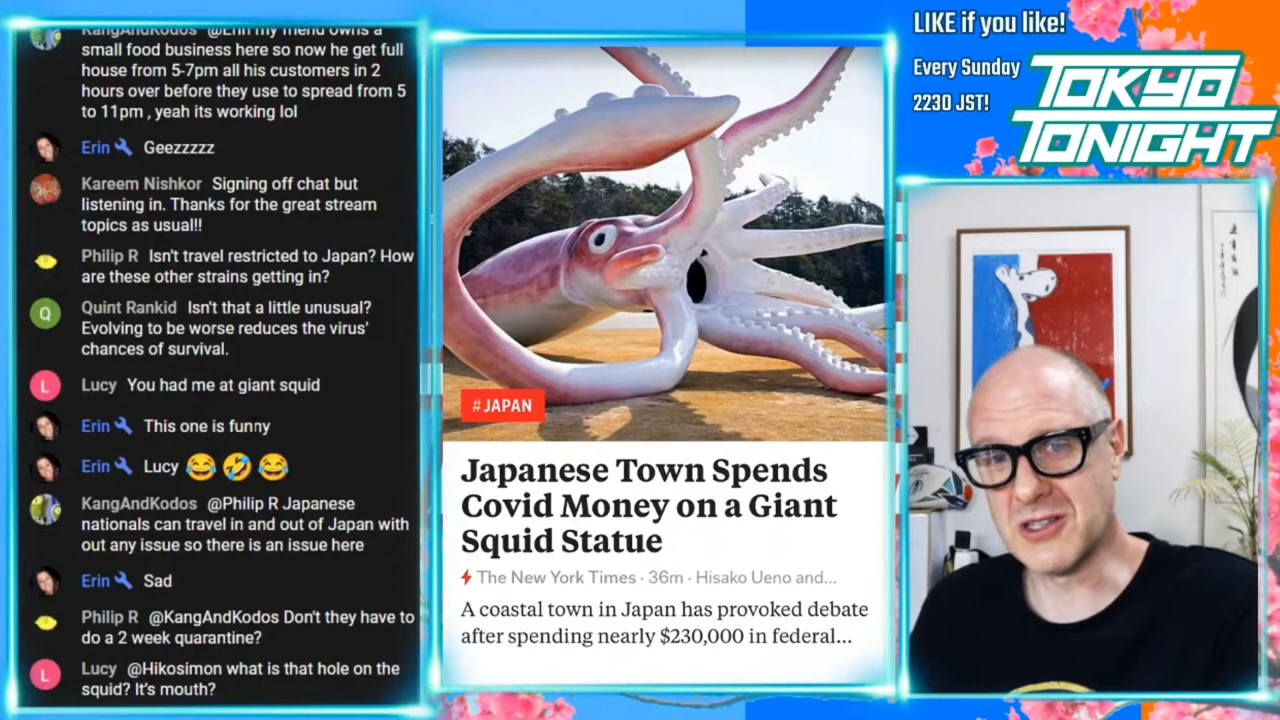 KangAndKodos @Erin my friend owns a
small food business here so now he get full
house from 5-7pm all his customers in 2
hours over before they use to spread from 5
to 11pm , yeah its working lol
Erin Geezzzzz
Kareem Nishkor Signing off chat but
listening in. Thanks for the great stream
topics as usual!!
Philip R Isn't travel restricted to Japan? How
are these other strains getting in?
Q
Quint Rankid Isn't that a little unusual?
Evolving to be worse reduces the virus'
chances of survival.
L
Lucy You had me at giant squid
Erin This one is funny
Erin Lucy 😂🤣😂
KangAndKodos @Philip R Japanese
nationals can travel in and out of Japan with
out any issue so there is an issue here
Erin Sad
Philip R @KangAndKodos Don't they have to
do a 2 week quarantine?
L
Lucy @Hikosimon what is that hole on the
squid? It's mouth?
#JAPAN
Japanese Town Spends
Covid Money on a Giant
Squid Statue
The New York Times · 36m · Hisako Ueno and...
A coastal town in Japan has provoked debate
after spending nearly $230,000 in federal...
LIKE if you like!
Every Sunday
2230 JST!
TOKYO
TONIGHT